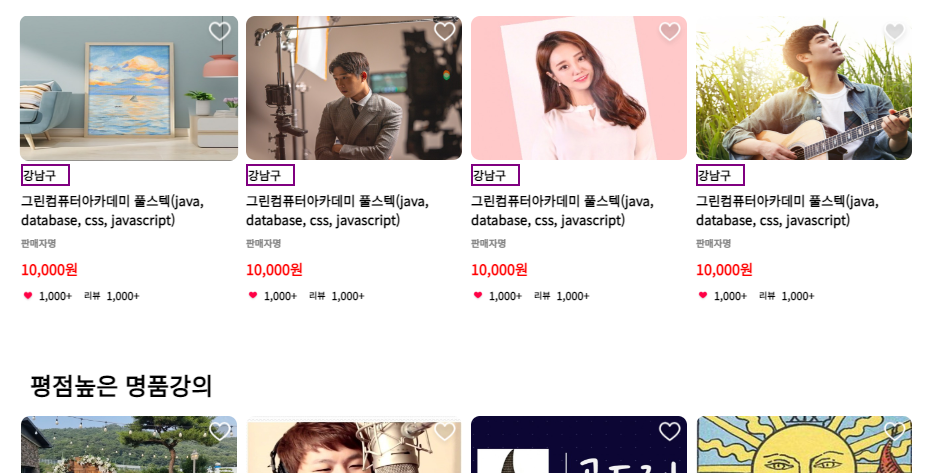 강남구 강남구 강남구 강남구
그린컴퓨터아카데미 풀스텍(java, 그린컴퓨터아카데미 풀스텍(java, 그린컴퓨터아카데미 풀스텍(java, 그린컴퓨터아카데미 풀스텍(java,
database, css, javascript) database, css, javascript) database, css, javascript) database, css, javascript)
판매자명 판매자명 판매자명 판매자명
10,000원 10,000원 10,000원 10,000원
1,000+ 리뷰 1,000+ 1,000+ 리뷰 1,000+ 1,000+ 리뷰 1,000+ 1,000+ 리뷰 1,000+
평점높은 명품강의